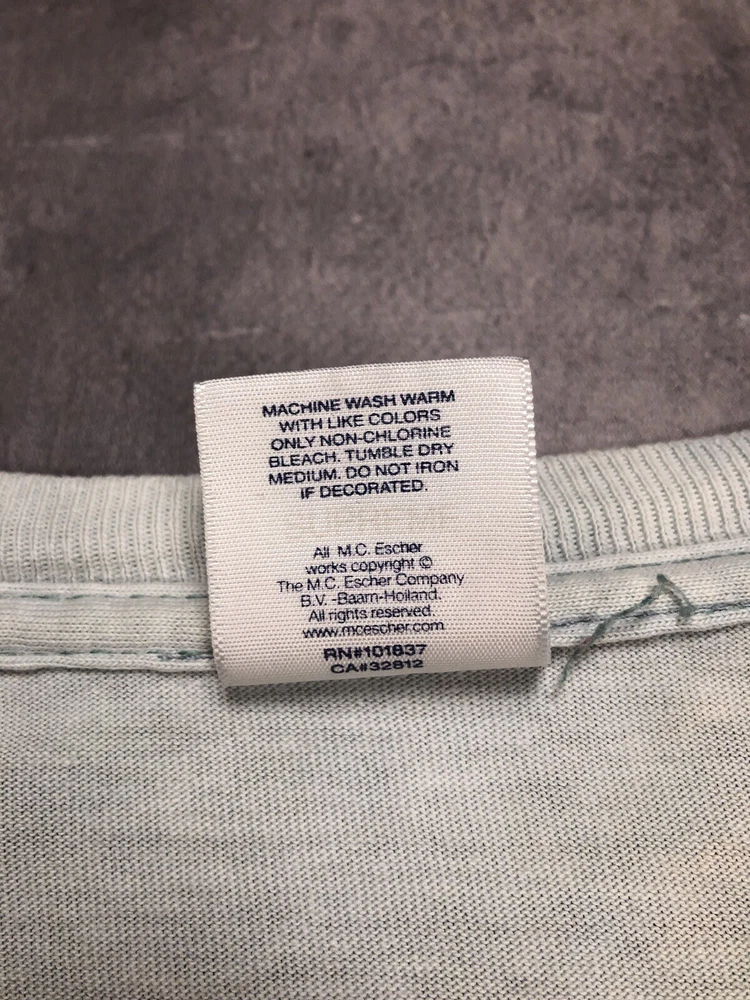 MACHINE WASH WARM
WITH LIKE COLORS
ONLY NON-CHLORINE
BLEACH. TUMBLE DRY
MEDIUM. DO NOT IRON
IF DECORATED.
All M.C. Escher
works copyright ©
The M.C. Escher Company
B.V. -Baarn-Holland.
All rights reserved.
www.mcescher.com
RN#101837
CA#32812